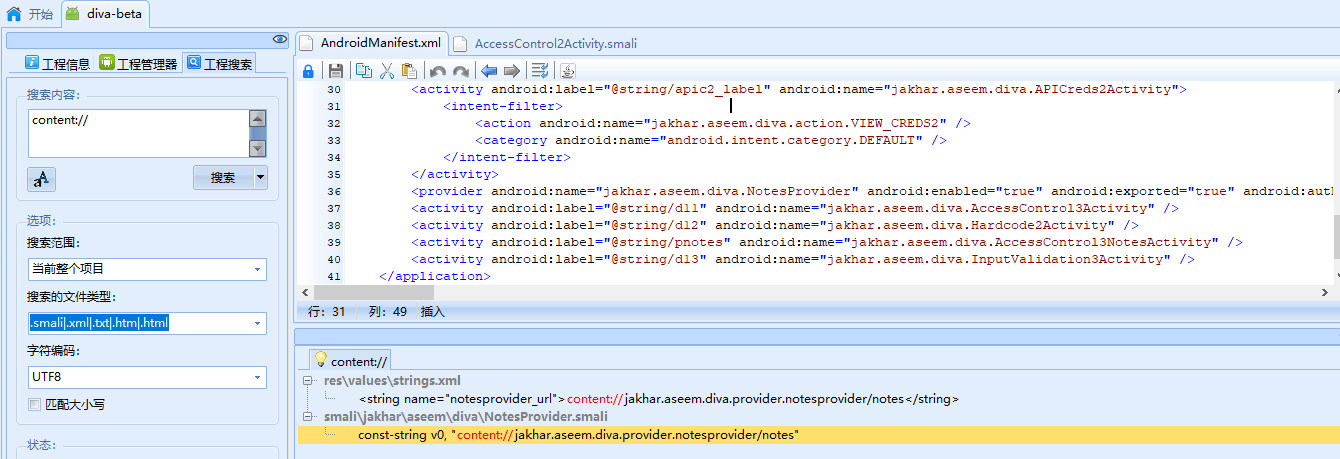 开始
diva-beta
工程信息
工程管理器
工程搜索
搜索内容:
content://
aA
搜索
选项:
搜索范围:
当前整个项目
搜索的文件类型:
.smali|.xml|.txt|.htm|.html
字符编码:
UTF8
匹配大小写
状态:
AndroidManifest.xml
AccessControl2Activity.smali
30 <activity android:label="@string/apic2_label" android:name="jakhar.aseem.diva.APICreds2Activity">
31 <intent-filter>
32 <action android:name="jakhar.aseem.diva.action.VIEW_CREDS2" />
33 <category android:name="android.intent.category.DEFAULT" />
34 </intent-filter>
35 </activity>
36 <provider android:name="jakhar.aseem.diva.NotesProvider" android:enabled="true" android:exported="true" android:aut
37 <activity android:label="@string/d11" android:name="jakhar.aseem.diva.AccessControl3Activity" />
38 <activity android:label="@string/d12" android:name="jakhar.aseem.diva.Hardcode2Activity" />
39 <activity android:label="@string/pnotes" android:name="jakhar.aseem.diva.AccessControl3NotesActivity" />
40 <activity android:label="@string/d13" android:name="jakhar.aseem.diva.InputValidation3Activity" />
41 </application>
行: 31 列: 49 插入
content://
res\values\strings.xml
<string name="notesprovider_url">content://jakhar.aseem.diva.provider.notesprovider/notes</string>
smali\jakhar\aseem\diva\NotesProvider.smali
const-string v0, "content://jakhar.aseem.diva.provider.notesprovider/notes"